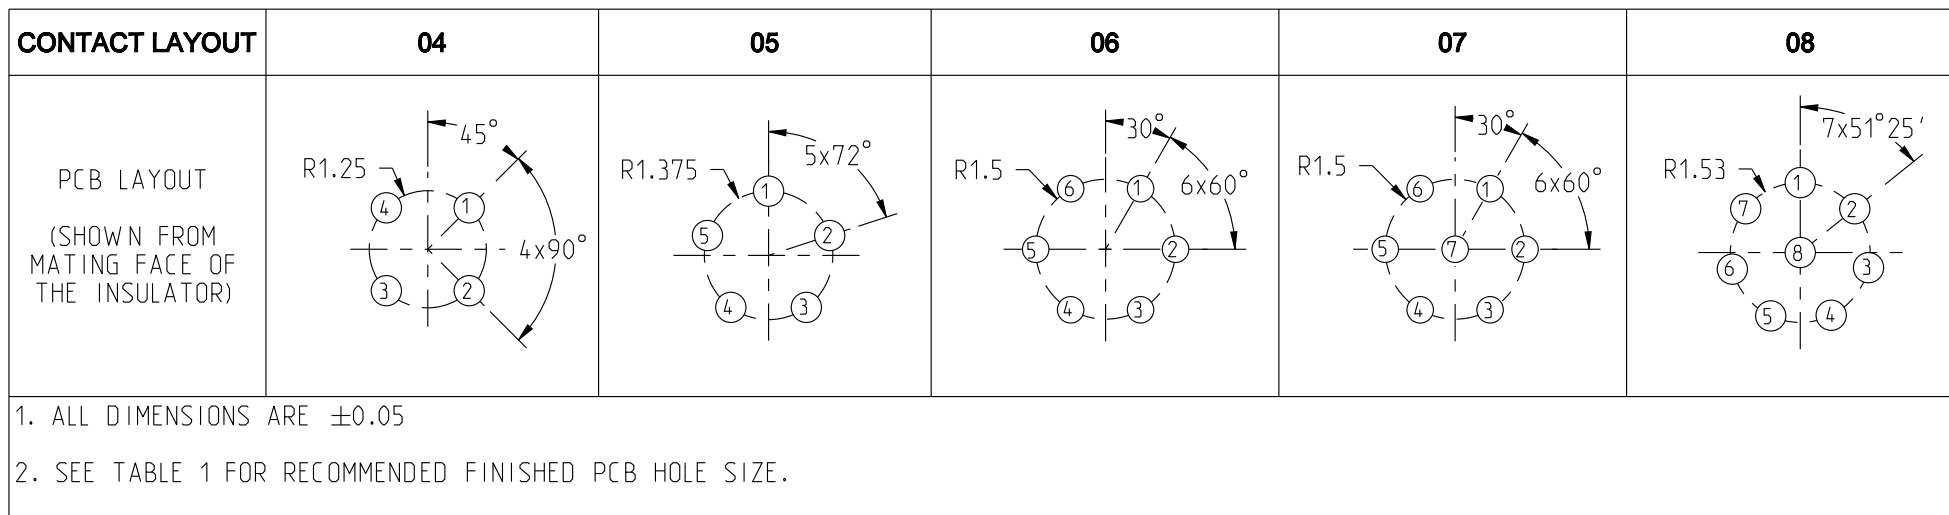 CONTACT LAYOUT 04 05 06 07 08
PCB LAYOUT
(SHOWN FROM
MATING FACE OF
THE INSULATOR)
45°
R1.25
4
1
4x90°
3
2
5x72°
R1.375
1
5
2
4
3
30°
R1.5
6
1
6x60°
5
2
4
3
30°
R1.5
6
1
6x60°
5
7
2
4
3
7x51°25'
R1.53
1
7
2
8
6
3
5
4
1. ALL DIMENSIONS ARE ±0.05
2. SEE TABLE 1 FOR RECOMMENDED FINISHED PCB HOLE SIZE.